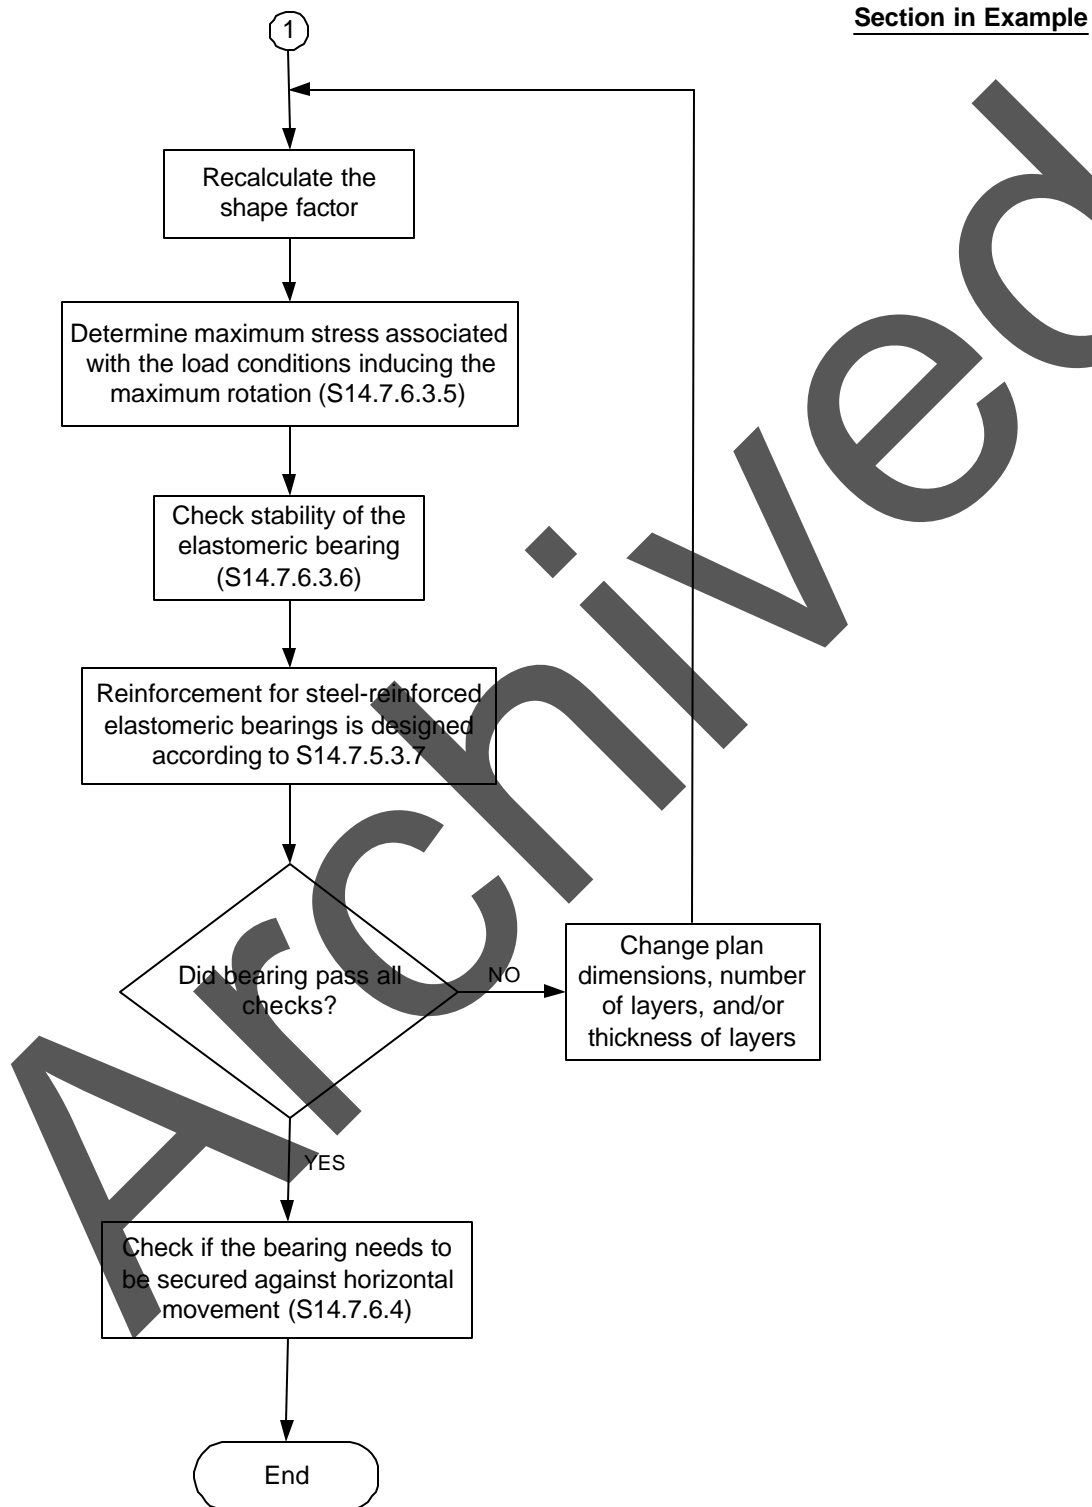 Section in Example
1
Recalculate the
shape factor
Determine maximum stress associated
with the load conditions inducing the
maximum rotation (S14.7.6.3.5)
Check stability of the
elastomeric bearing
(S14.7.6.3.6)
Reinforcement for steel-reinforced
elastomeric bearings is designed
according to S14.7.5.3.7
Did bearing pass all
checks?
NO
Change plan
dimensions, number
of layers, and/or
thickness of layers
YES
Check if the bearing needs to
be secured against horizontal
movement (S14.7.6.4)
End
Archived